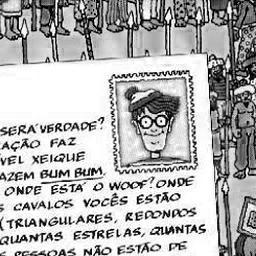 SERÁ VERDADE?
AÇÃO FAZ
VEL XEIQUE
AZEM BUM BUM.
ONDE ESTÁ O WOOF? ONDE
S CAVALOS VOCÊS ESTÃO
(TRIANGULARES, REDONDOS
QUANTAS ESTRELAS, QUANTAS
E PESSOAS NÃO ESTÃO DE